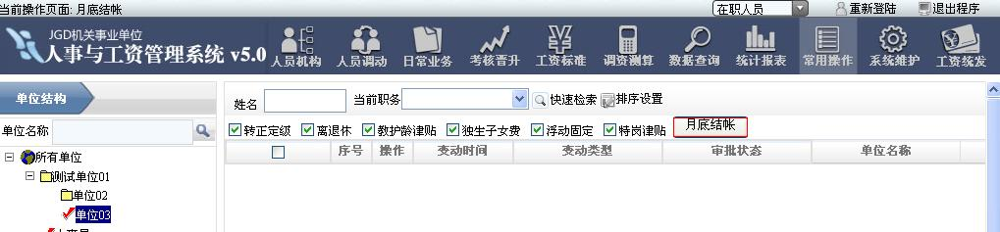 当前操作页面: 月底结帐 在职人员 重新登陆 退出程序
JGD机关事业单位
人事与工资管理系统 v5.0
人员机构 人员调动 日常业务 考核晋升 工资标准 调资测算 数据查询 统计报表 常用操作 系统维护 工资统发
单位结构
姓名 当前职务 快速检索 排序设置
单位名称
转正定级 离退休 教护龄津贴 独生子女费 浮动固定 特岗津贴 月底结帐
序号 操作 变动时间 变动类型 审批状态 单位名称
所有单位
测试单位01
单位02
单位03